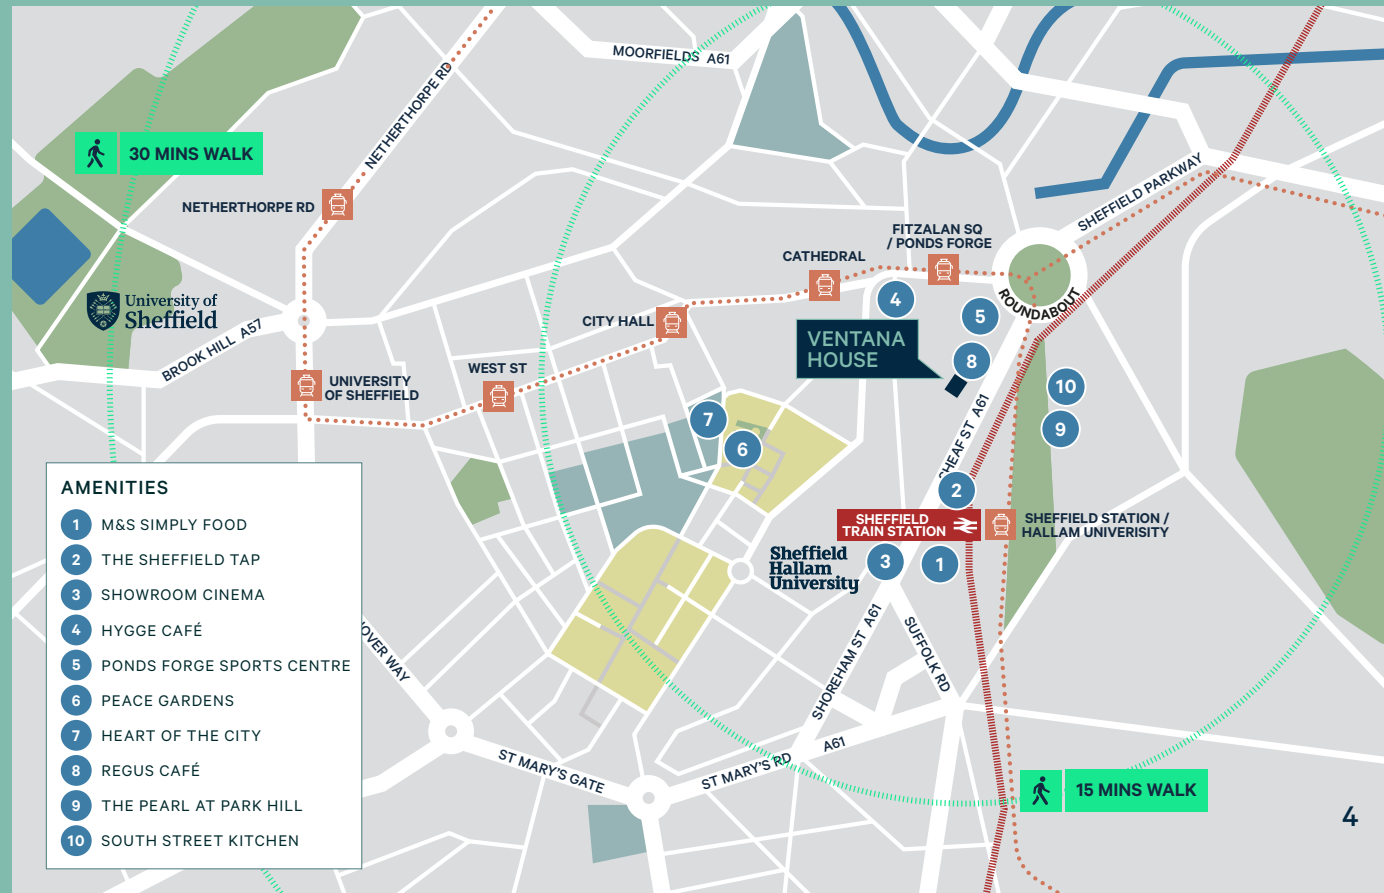 MOORFIELDS A61
NETHERTHORPE RD
30 MINS WALK
NETHERTHORPE RD
SHEFFIELD PARKWAY
FITZALAN SQ
/ PONDS FORGE
CATHEDRAL
University of
Sheffield
ROUNDABOUT
4
5
CITY HALL
BROOK HILL A57
VENTANA
HOUSE
8
WEST ST
UNIVERSITY
OF SHEFFIELD
10
7
9
6
SHEAF ST A61
2
SHEFFIELD
TRAIN STATION
SHEFFIELD STATION /
HALLAM UNIVERISITY
Sheffield
Hallam
University
3
1
AMENITIES
1 M&S SIMPLY FOOD
2 THE SHEFFIELD TAP
3 SHOWROOM CINEMA
4 HYGGE CAFÉ
5 PONDS FORGE SPORTS CENTRE
6 PEACE GARDENS
7 HEART OF THE CITY
8 REGUS CAFÉ
9 THE PEARL AT PARK HILL
10 SOUTH STREET KITCHEN
OVER WAY
SHOREHAM ST A61
SUFFOLK RD
A61
ST MARY'S GATE
ST MARY'S RD
15 MINS WALK
4